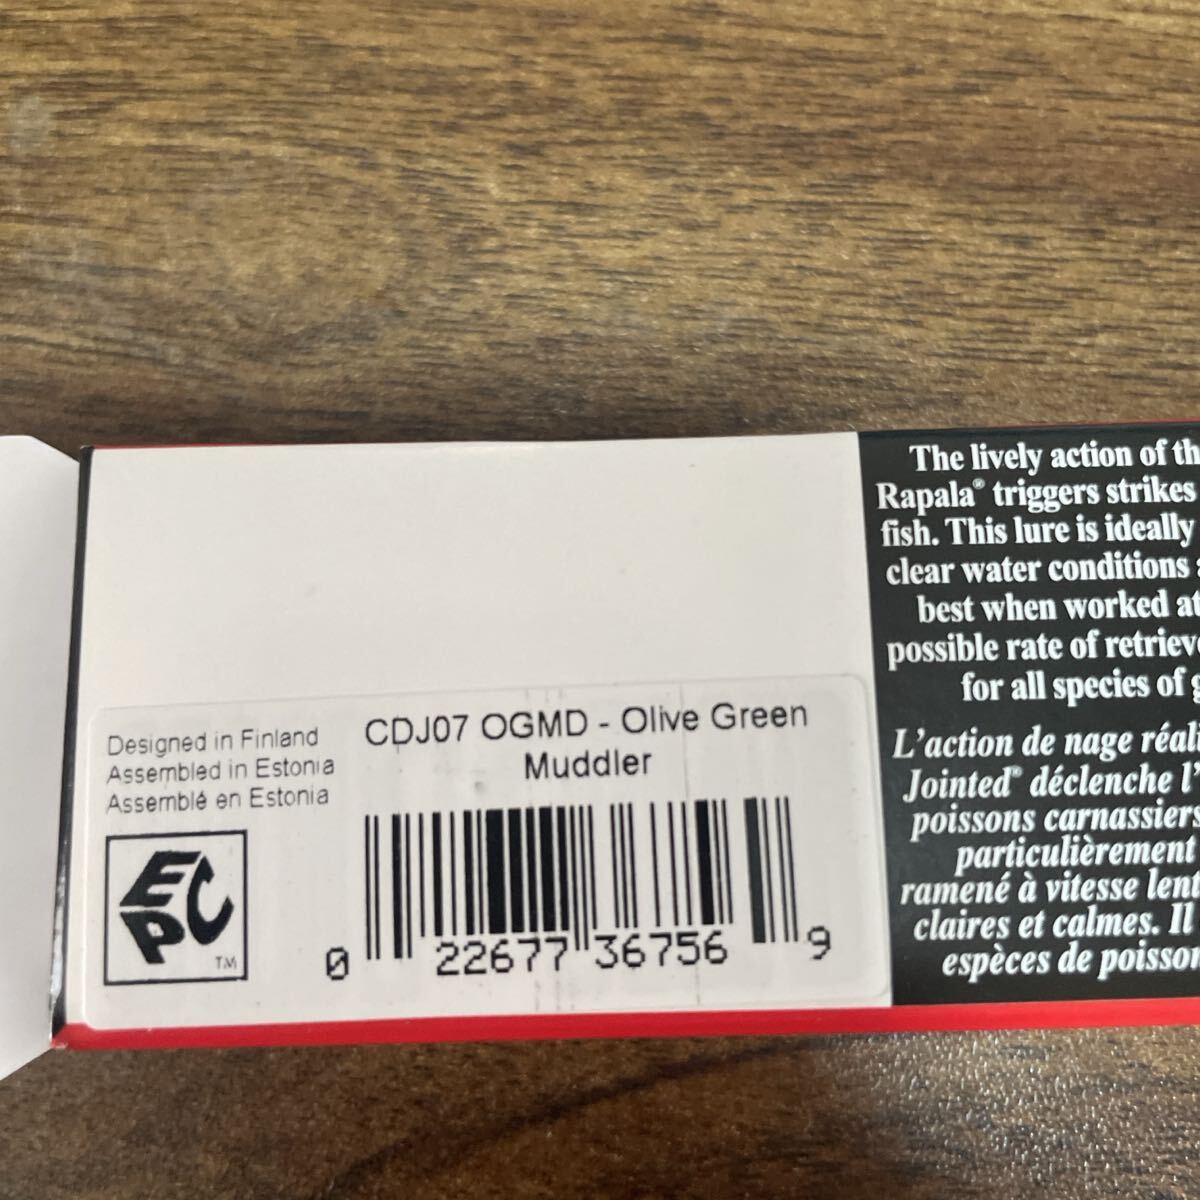 Designed in Finland
Assembled in Estonia
Assemblé en Estonia
EPC
TM
CDJ07 OGMD - Olive Green
Muddler
0 22677 36756 9
The lively action of th
Rapala® triggers strikes
fish. This lure is ideally
clear water conditions
best when worked at
possible rate of retrieve
for all species of g
L'action de nage réali
Jointed® déclenche l'
poissons carnassiers
particulièrement
ramené à vitesse lent
claires et calmes. Il
espèces de poisson